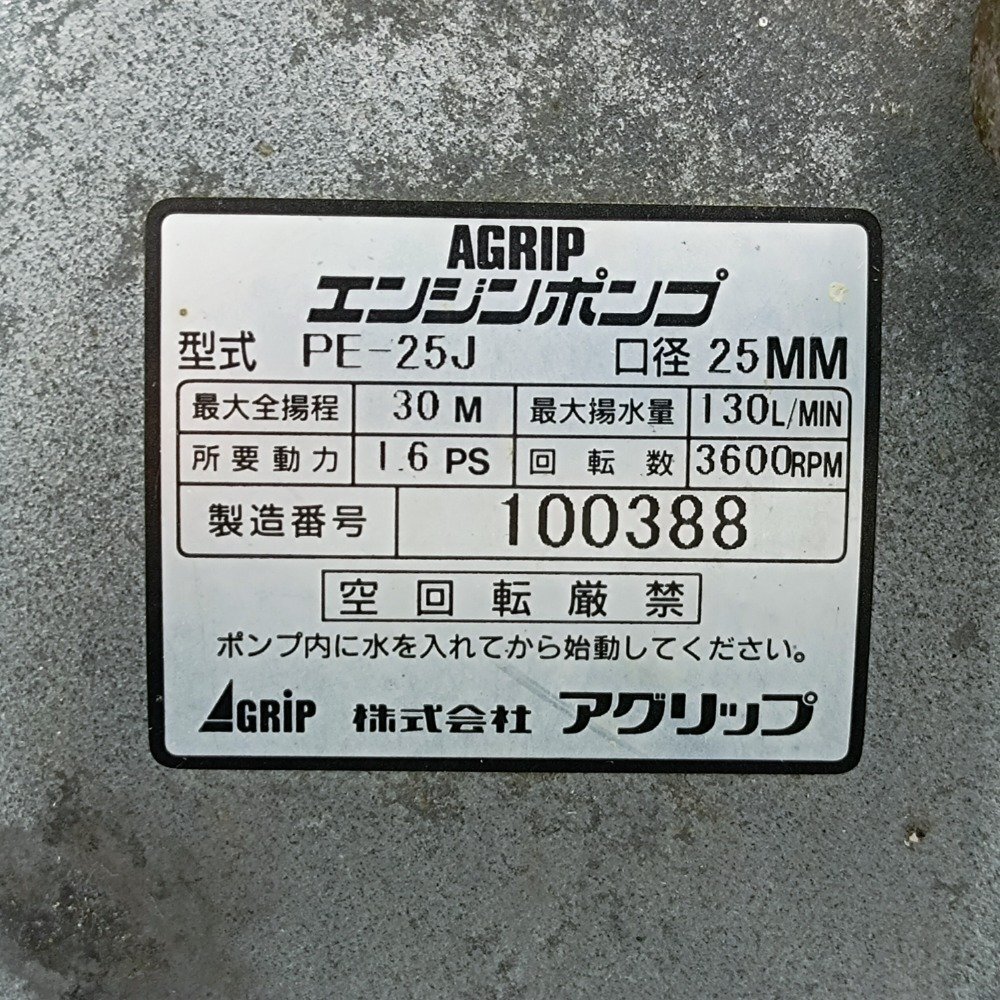 AGRIP
エンジンポンプ
型式 PE-25J 口径 25MM
最大全揚程 30 M 最大揚水量 130L/MIN
所要動力 1.6 PS 回転数 3600RPM
製造番号 100388
空回転厳禁
ポンプ内に水を入れてから始動してください。
AGRiP 株式会社 アグリップ